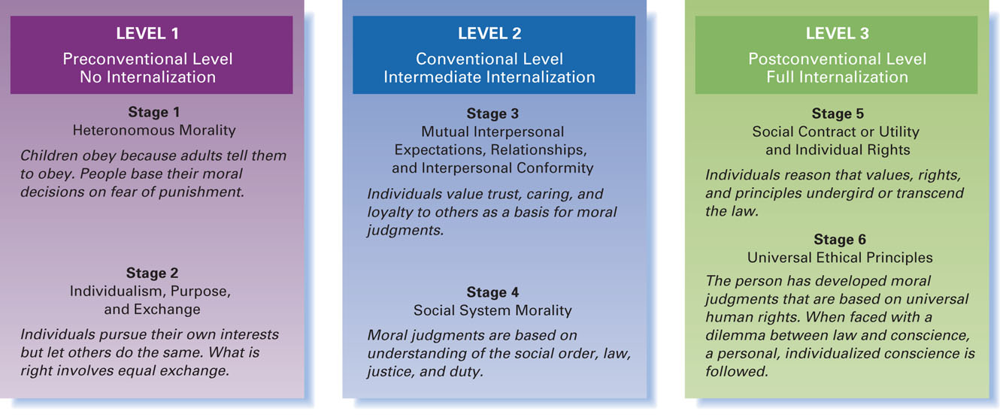 LEVEL 1
Preconventional Level
No Internalization
Stage 1
Heteronomous Morality
Children obey because adults tell them
to obey. People base their moral
decisions on fear of punishment.
Stage 2
Individualism, Purpose,
and Exchange
Individuals pursue their own interests
but let others do the same. What is
right involves equal exchange.
LEVEL 2
Conventional Level
Intermediate Internalization
Stage 3
Mutual Interpersonal
Expectations, Relationships,
and Interpersonal Conformity
Individuals value trust, caring, and
loyalty to others as a basis for moral
judgments.
Stage 4
Social System Morality
Moral judgments are based on
understanding of the social order, law,
justice, and duty.
LEVEL 3
Postconventional Level
Full Internalization
Stage 5
Social Contract or Utility
and Individual Rights
Individuals reason that values, rights,
and principles undergird or transcend
the law.
Stage 6
Universal Ethical Principles
The person has developed moral
judgments that are based on universal
human rights. When faced with a
dilemma between law and conscience,
a personal, individualized conscience is
followed.